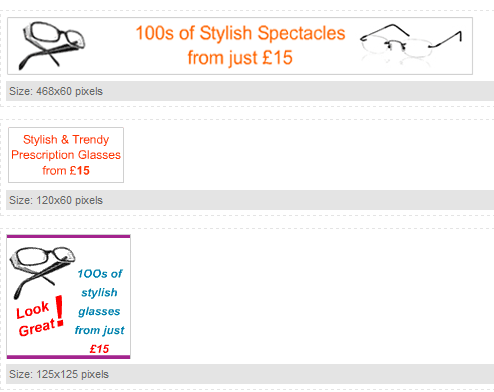 100s of Stylish Spectacles
from just £15
Size: 468x60 pixels
Stylish & Trendy
Prescription Glasses
from £15
Size: 120x60 pixels
1OOs of
stylish
glasses
from just
£15
Look
Great!
Size: 125x125 pixels